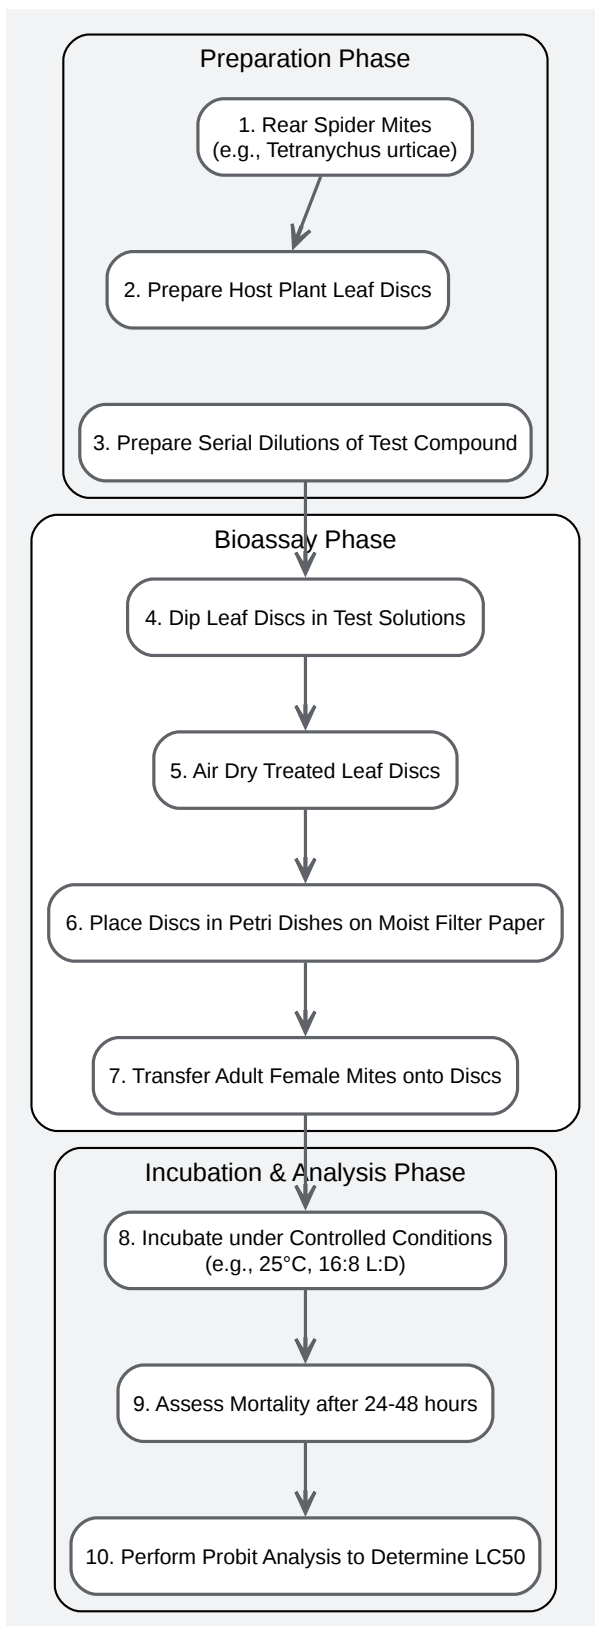 Preparation Phase
1. Rear Spider Mites
(e.g., Tetranychus urticae)
2. Prepare Host Plant Leaf Discs
3. Prepare Serial Dilutions of Test Compound
Bioassay Phase
4. Dip Leaf Discs in Test Solutions
5. Air Dry Treated Leaf Discs
6. Place Discs in Petri Dishes on Moist Filter Paper
7. Transfer Adult Female Mites onto Discs
Incubation & Analysis Phase
8. Incubate under Controlled Conditions
(e.g., 25°C, 16:8 L:D)
9. Assess Mortality after 24-48 hours
10. Perform Probit Analysis to Determine LC50